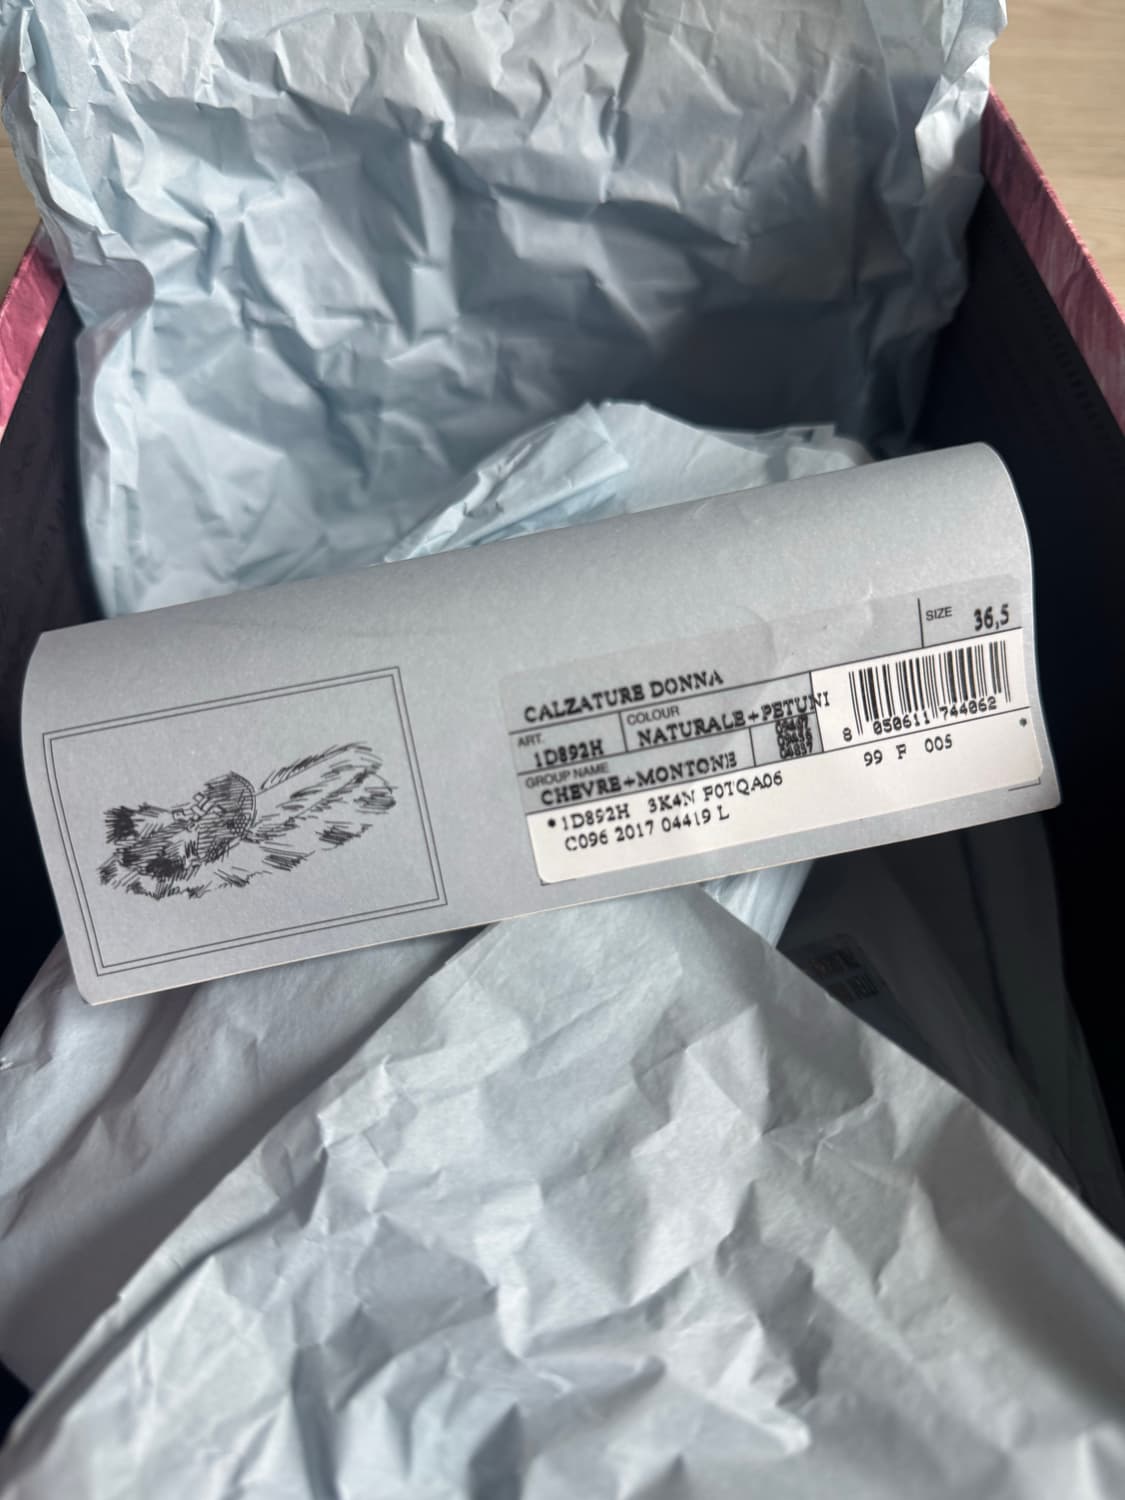 SIZE 36,5
CALZATURE DONNA
ART. COLOUR
1D892H NATURALE+PETUNI
GROUP NAME
CHEVRE+MONTONE
8 050611 744062
*1D892H 3K4N F0TQA06
99 F 005
C096 2017 04419 L